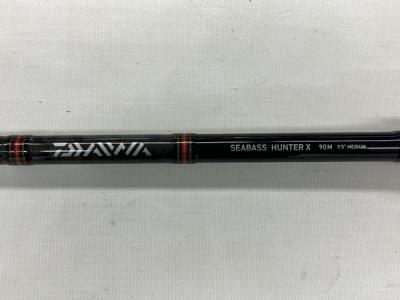 DAIWA SEABASS HUNTER X 90M 9'0" MEDIUM